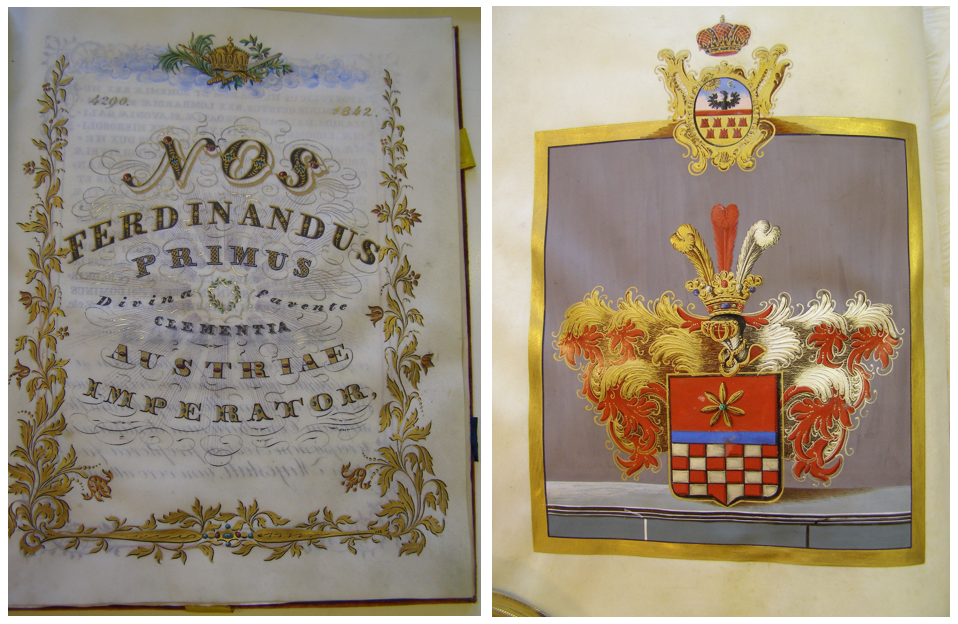 4290. 1842.
NOS
FERDINANDUS
PRIMUS
Divina favente
CLEMENTIA
AUSTRIAE
IMPERATOR,